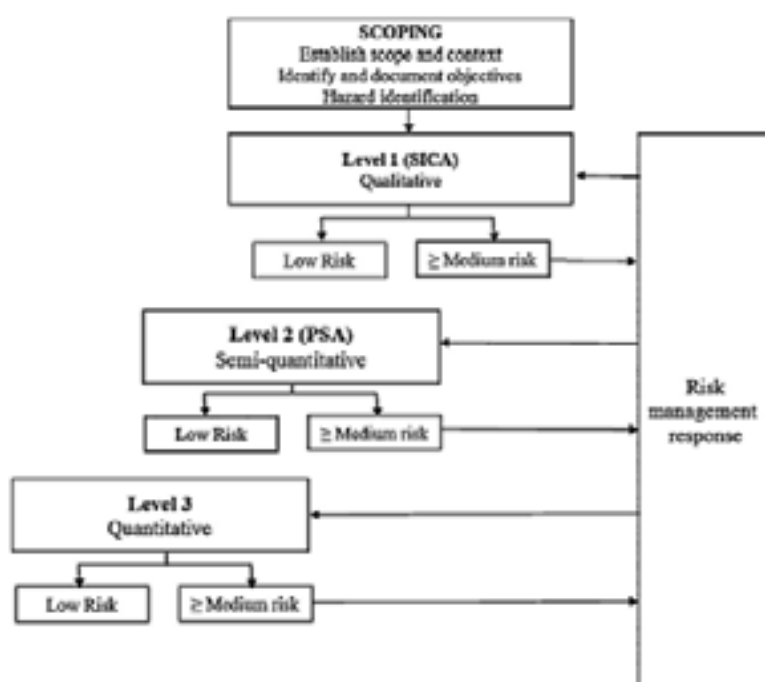 SCOPING
Establish scope and context
Identify and document objectives
Hazard identification
Level 1 (SICA)
Qualitative
Low Risk
≥ Medium risk
Level 2 (PSA)
Semi-quantitative
Low Risk
≥ Medium risk
Level 3
Quantitative
Low Risk
≥ Medium risk
Risk
management
response